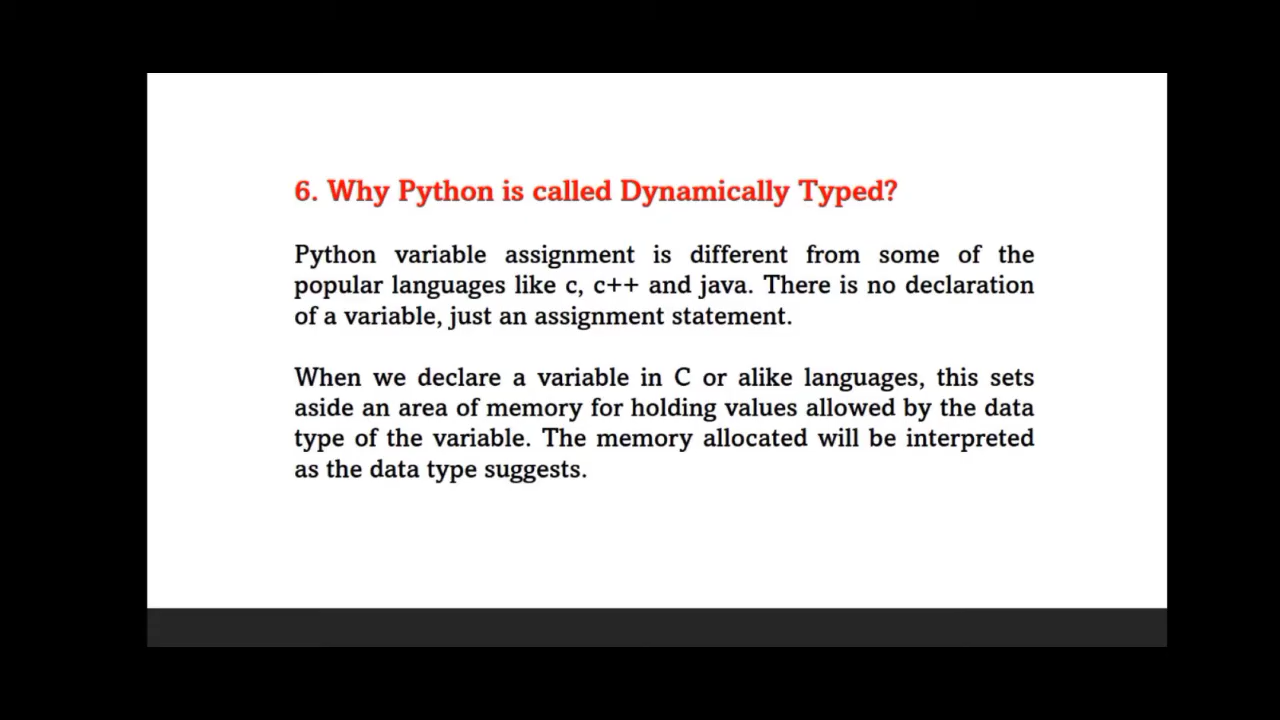 6. Why Python is called Dynamically Typed?
Python variable assignment is different from some of the
popular languages like c, c++ and java. There is no declaration
of a variable, just an assignment statement.
When we declare a variable in C or alike languages, this sets
aside an area of memory for holding values allowed by the data
type of the variable. The memory allocated will be interpreted
as the data type suggests.